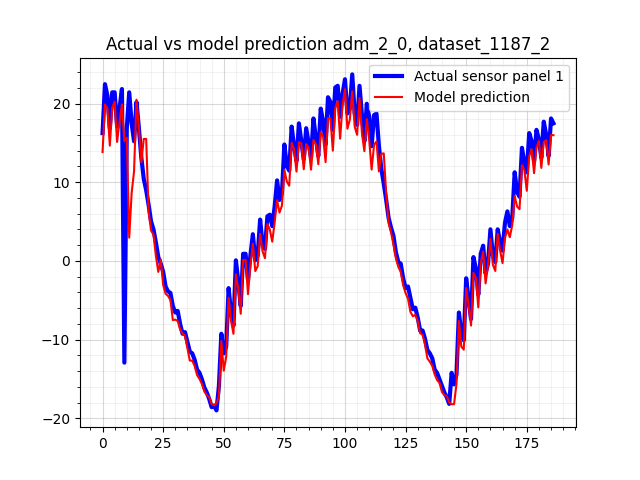 Actual vs model prediction adm_2_0, dataset_1187_2
Actual sensor panel 1
Model prediction
20
10
0
−10
−20
0 25 50 75 100 125 150 175